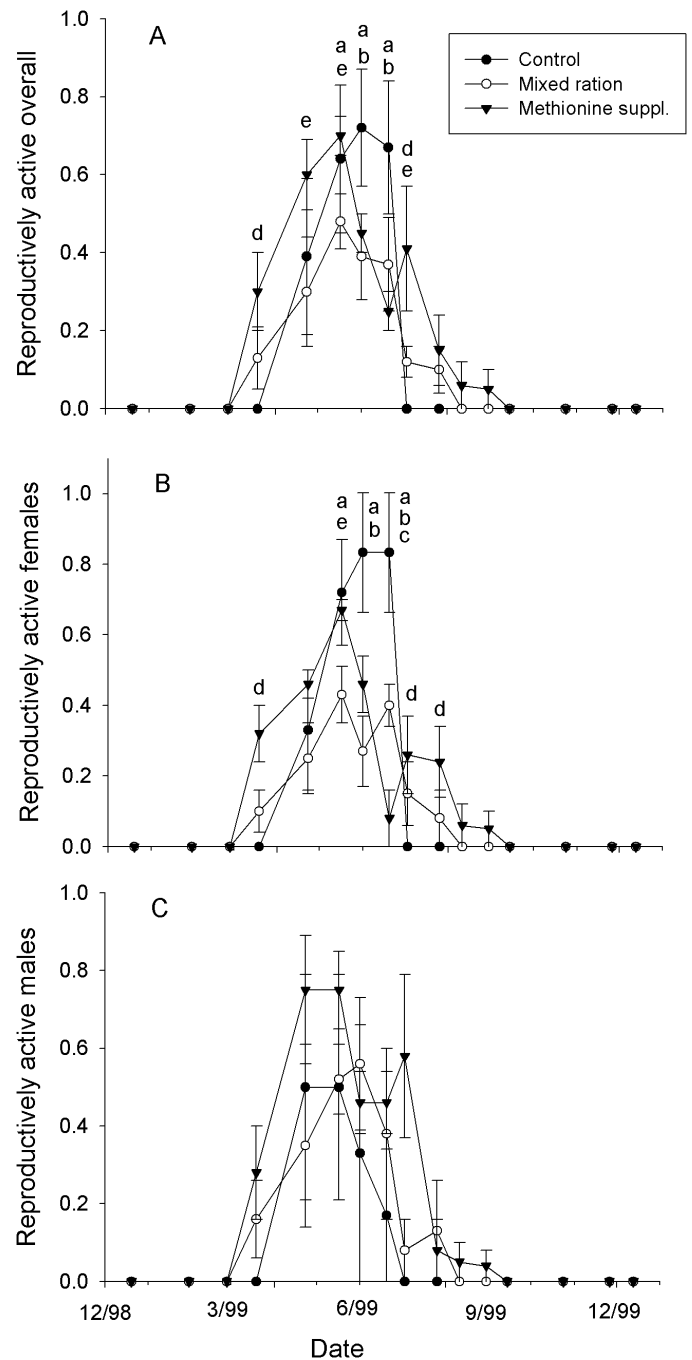 A
Control
Mixed ration
Methionine suppl.
Reproductively active overall
1.0
0.8
0.6
0.4
0.2
0.0
d
e
a
e
a
b
a
b
d
e
B
Reproductively active females
1.0
0.8
0.6
0.4
0.2
0.0
d
a
e
a
b
a
b
c
d
d
C
Reproductively active males
1.0
0.8
0.6
0.4
0.2
0.0
12/98
3/99
6/99
9/99
12/99
Date